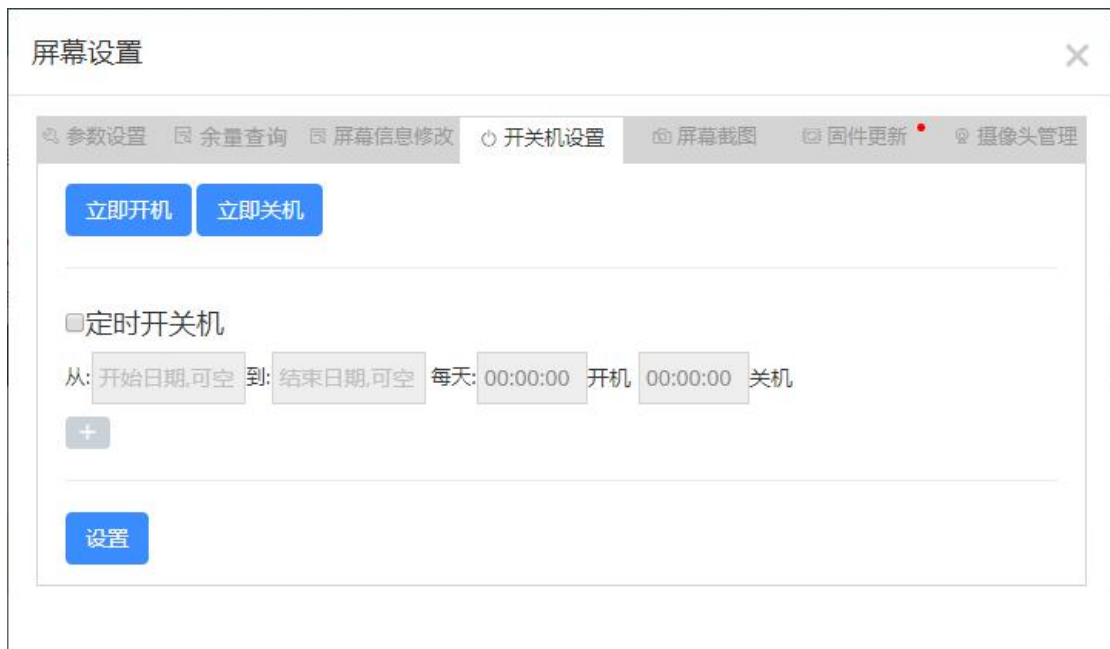 屏幕设置
参数设置 余量查询 屏幕信息修改 开关机设置 屏幕截图 固件更新 摄像头管理
立即开机 立即关机
定时开关机
从: 开始日期,可空 到: 结束日期,可空 每天: 00:00:00 开机 00:00:00 关机
+
设置